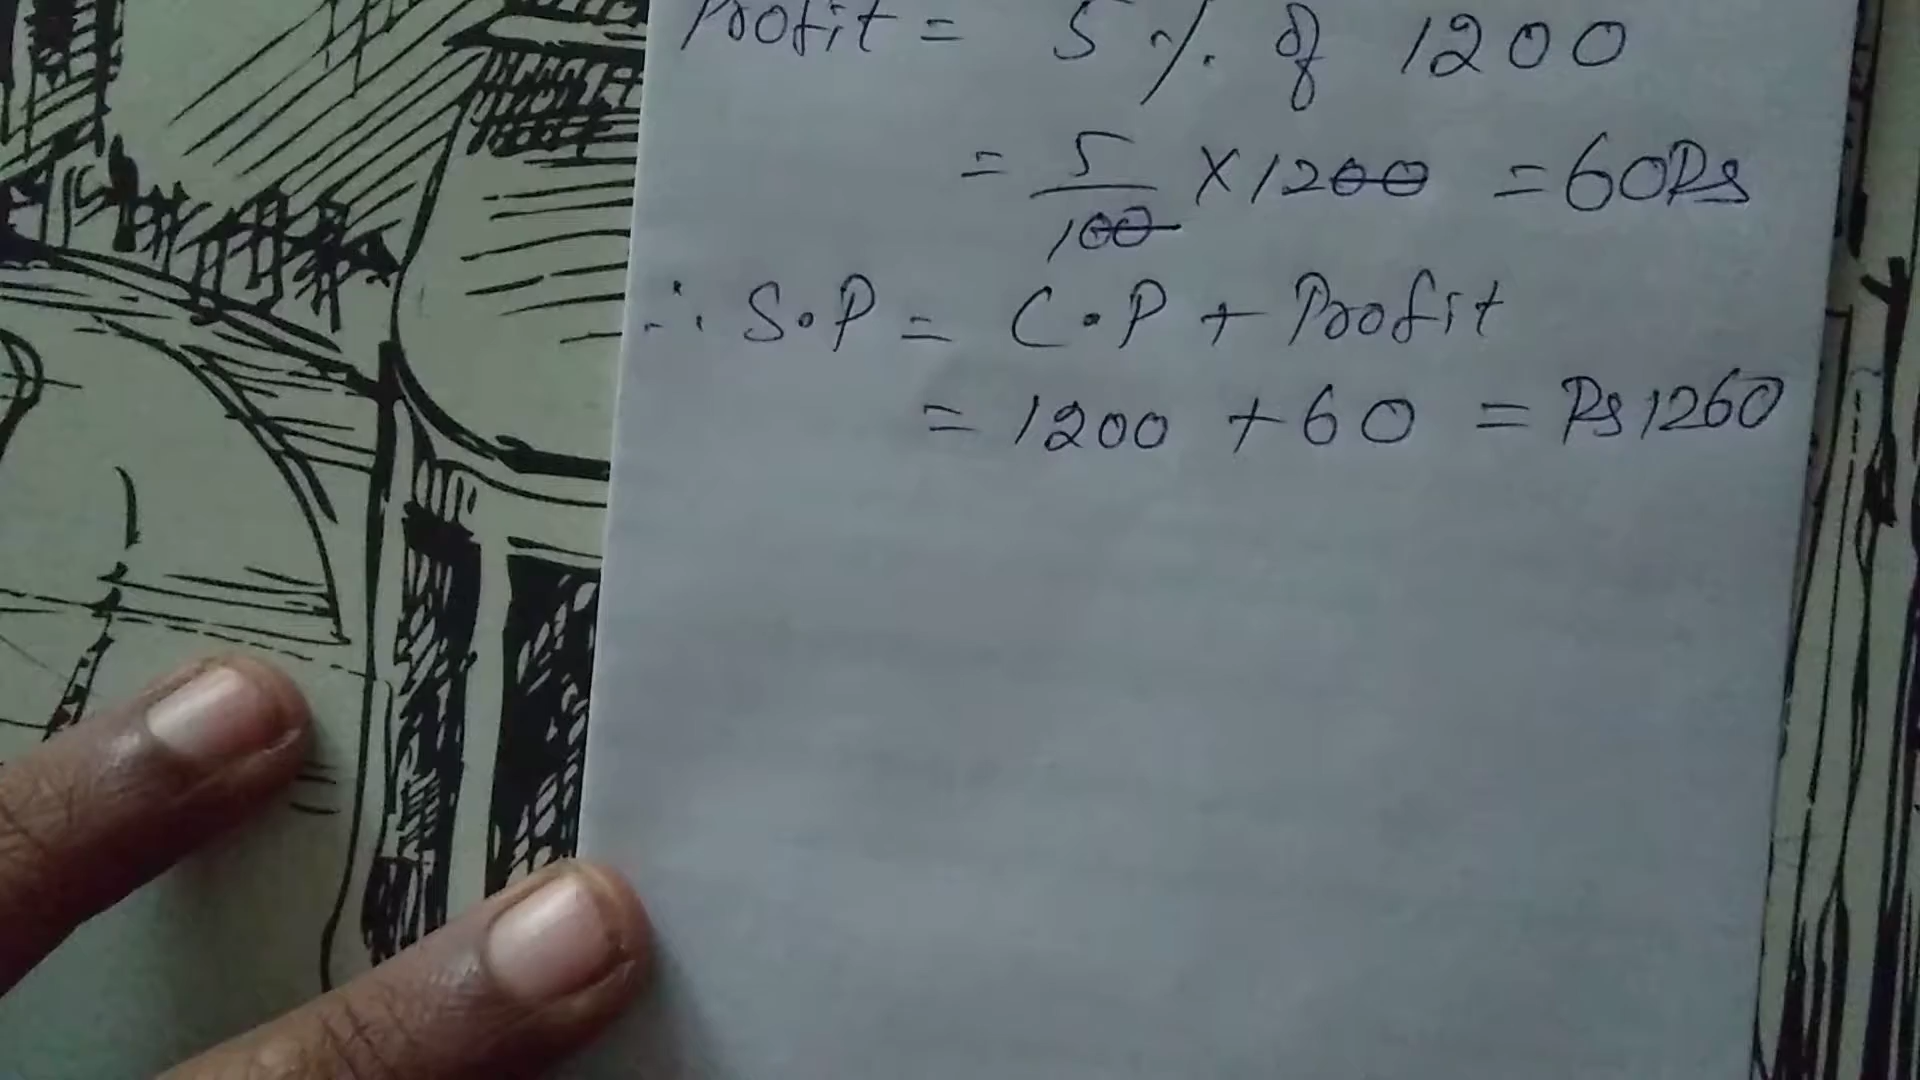 Profit = 5 % of 1200
= 5/100 × 1200 = 60Rs
∴ S.P = C.P + Profit
= 1200 + 60 = Rs 1260